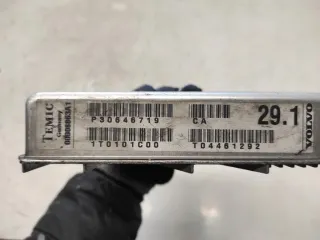 TEMIC
Germany
P30646719
CA
29.1
1T0101C00
T04461292
VOLVO